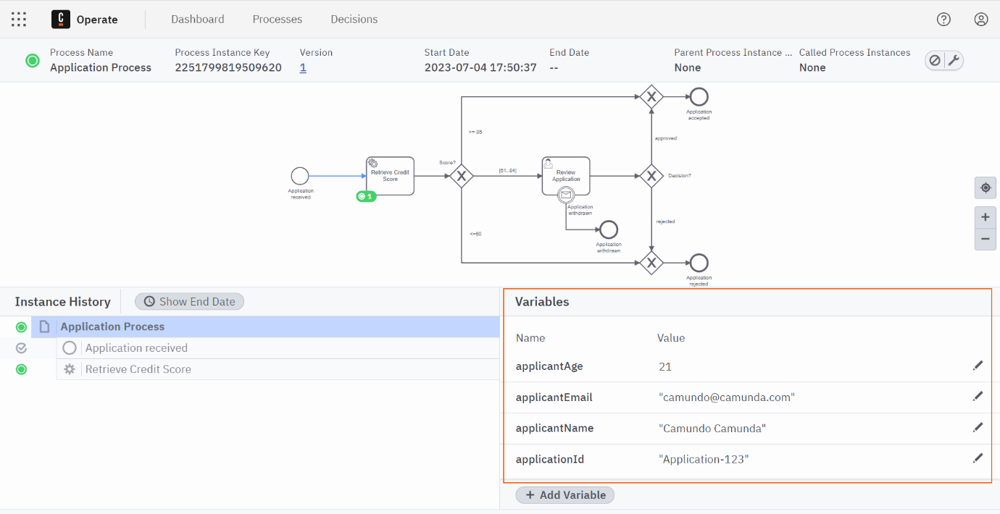 Operate
Dashboard
Processes
Decisions
Process Name
Process Instance Key
Version
Start Date
End Date
Parent Process Instance ...
Called Process Instances
Application Process
2251799819509620
1
2023-07-04 17:50:37
--
None
None
Application
received
Retrieve Credit
Score
1
Score?
>= 85
[61..84]
<=60
Review
Application
Application
withdrawn
Application
withdrawn
approved
Decision?
rejected
Application
accepted
Application
rejected
Instance History
Show End Date
Application Process
Application received
Retrieve Credit Score
Variables
Name
Value
applicantAge
21
applicantEmail
"camundo@camunda.com"
applicantName
"Camundo Camunda"
applicationId
"Application-123"
+ Add Variable